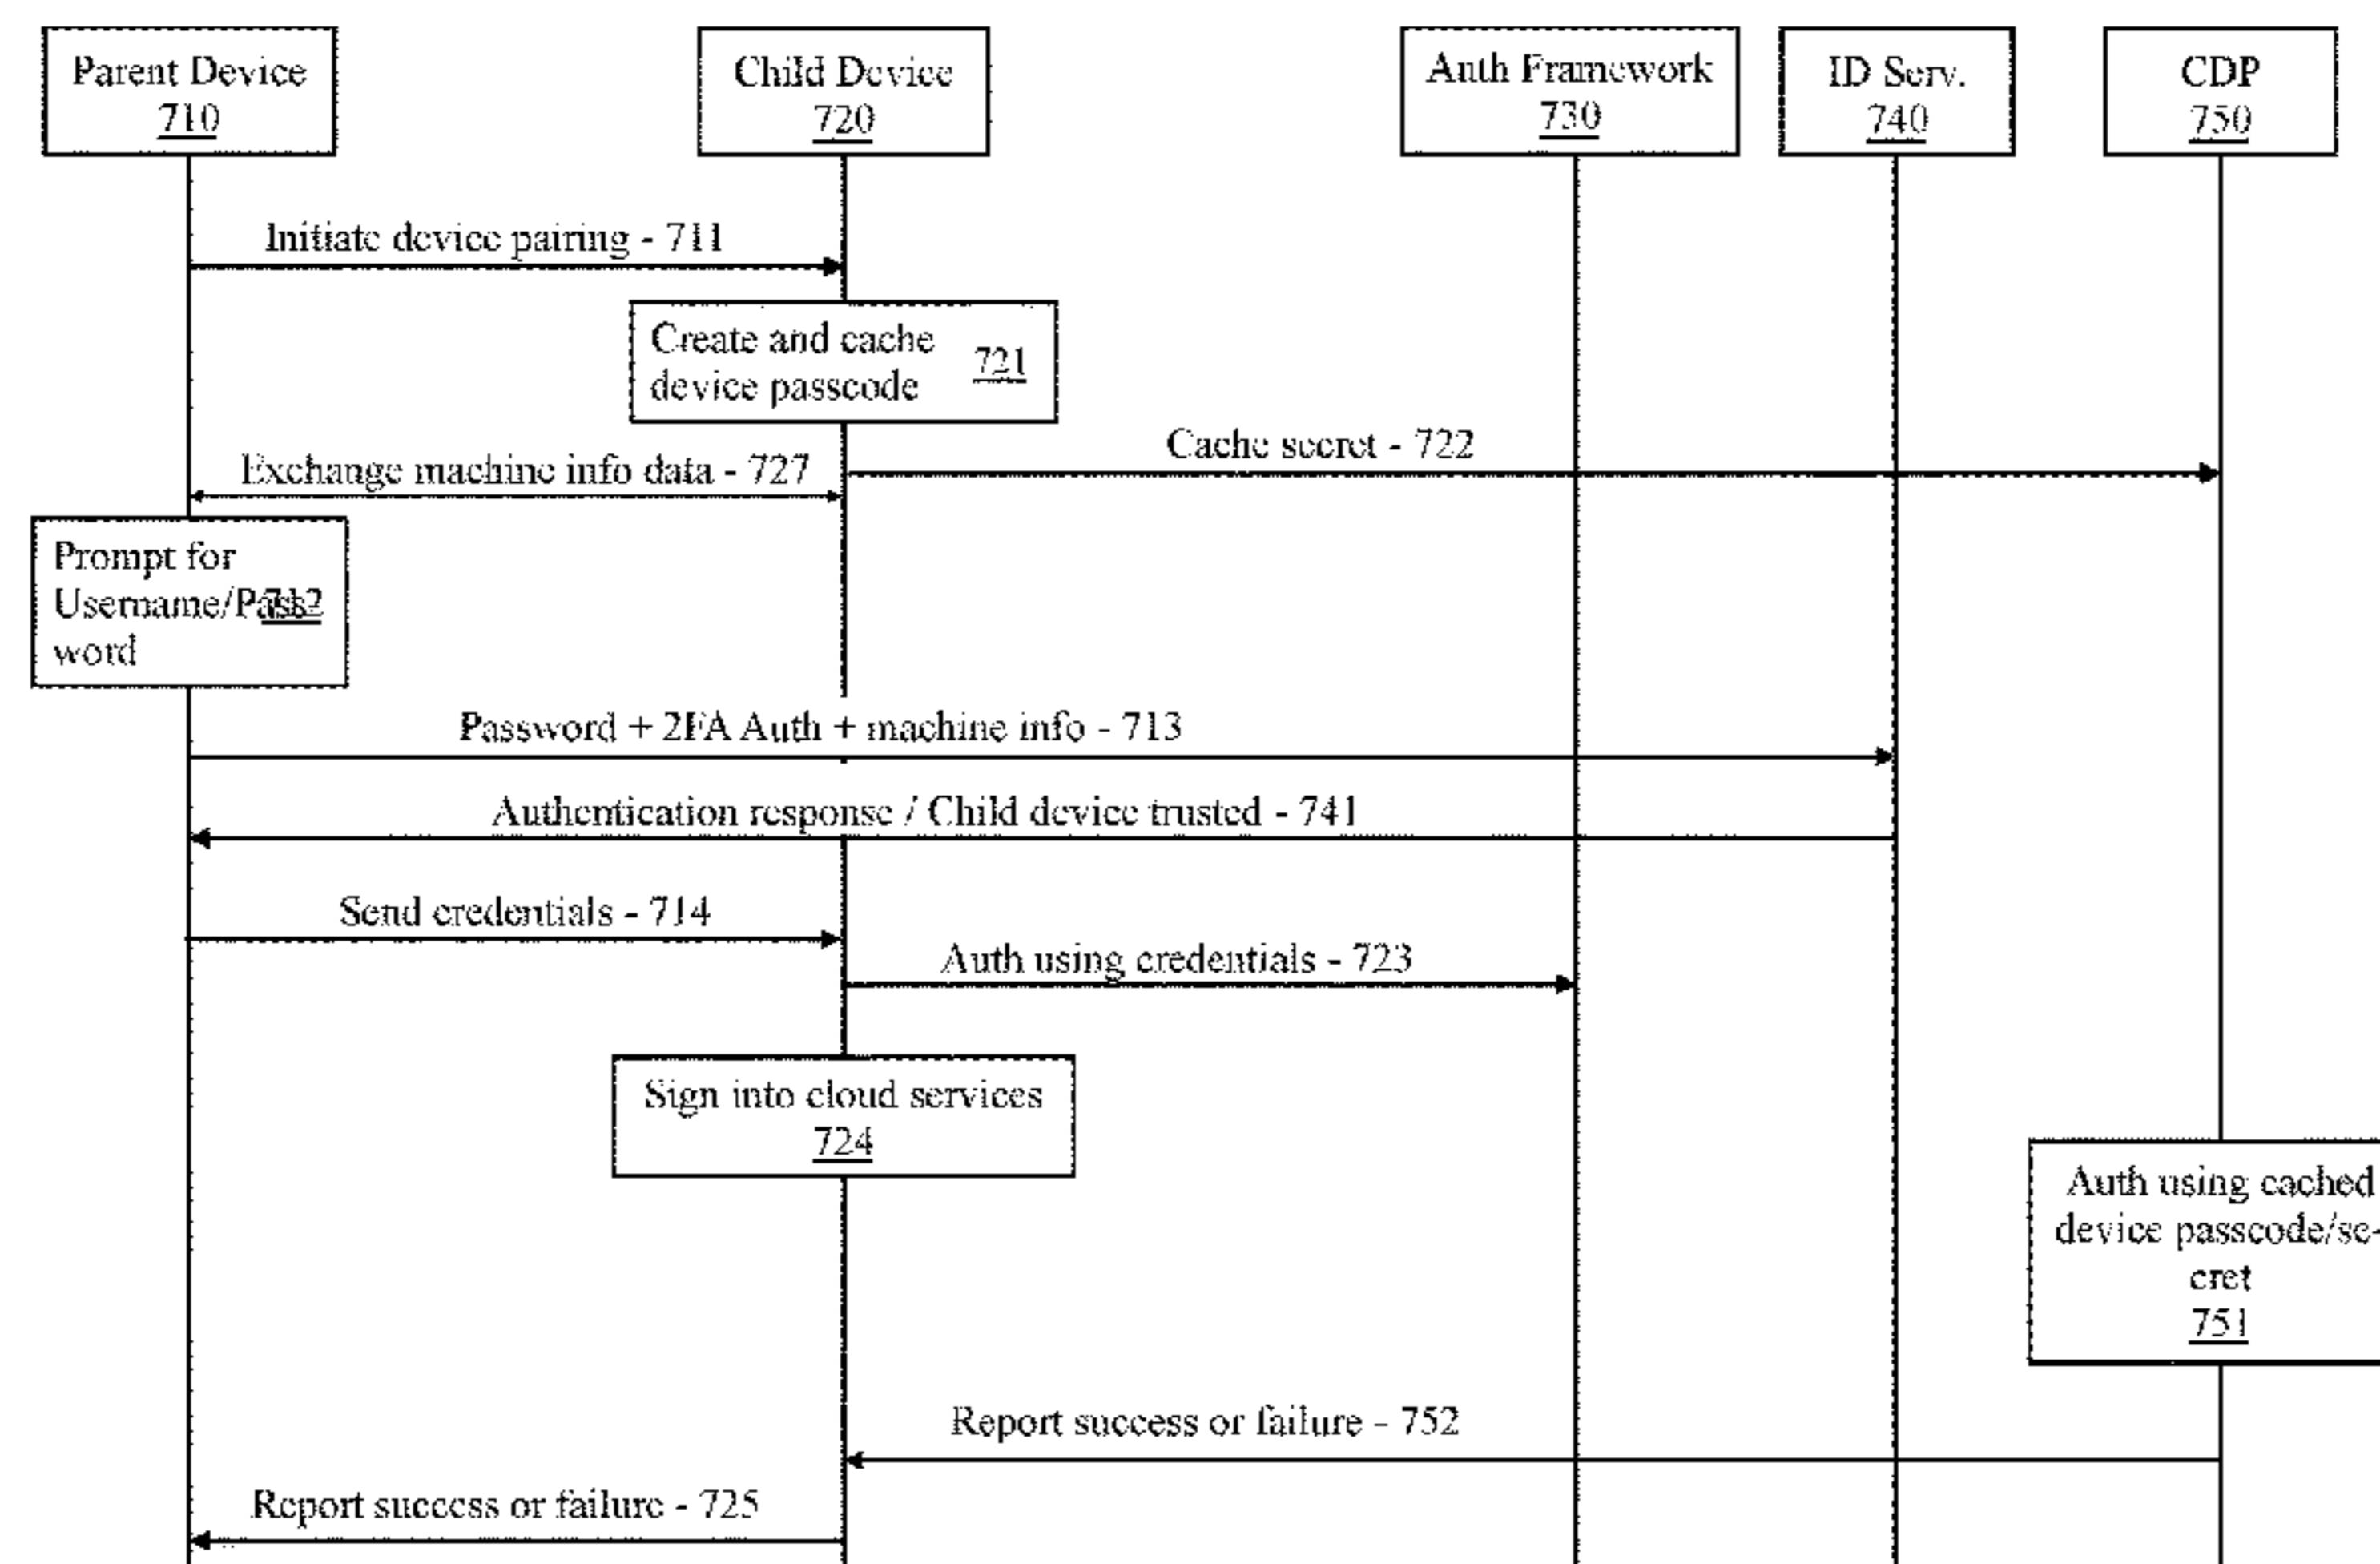 Parent Device
710
Child Device
720
Auth Framework
730
ID Serv.
740
CDP
750
Initiate device pairing - 711
Create and cache
device passcode
721
Cache secret - 722
Exchange machine info data - 727
Prompt for
Username/Pass-
word
712
Password + 2FA Auth + machine info - 713
Authentication response / Child device trusted - 741
Send credentials - 714
Auth using credentials - 723
Sign into cloud services
724
Auth using cached
device passcode/se-
cret
751
Report success or failure - 752
Report success or failure - 725